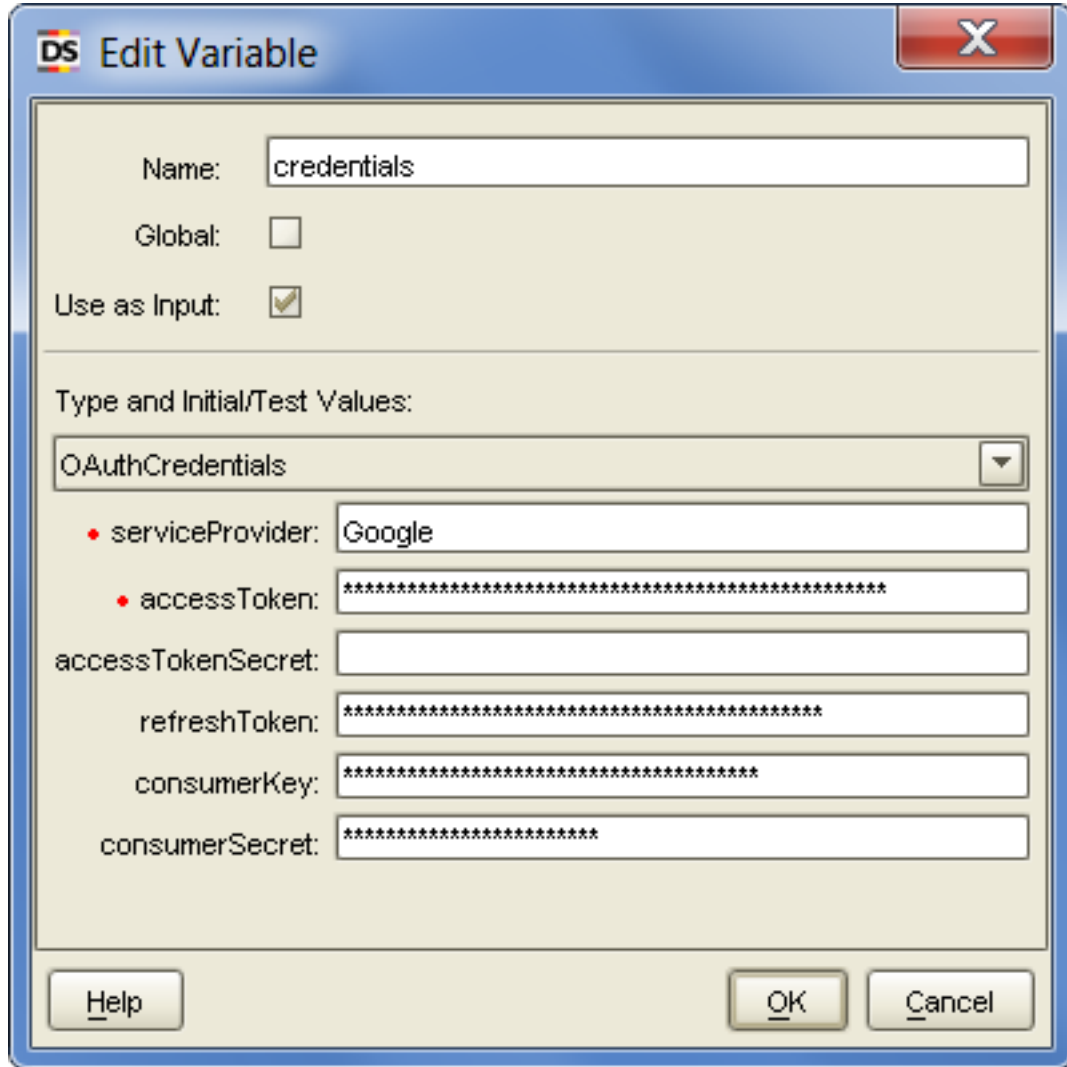 DS Edit Variable
X
Name: credentials
Global:
Use as Input:
Type and Initial/Test Values:
OAuthCredentials
• serviceProvider: Google
• accessToken: ***************************************************
accessTokenSecret:
refreshToken: *********************************************
consumerKey: ***************************************
consumerSecret: ************************
Help OK Cancel